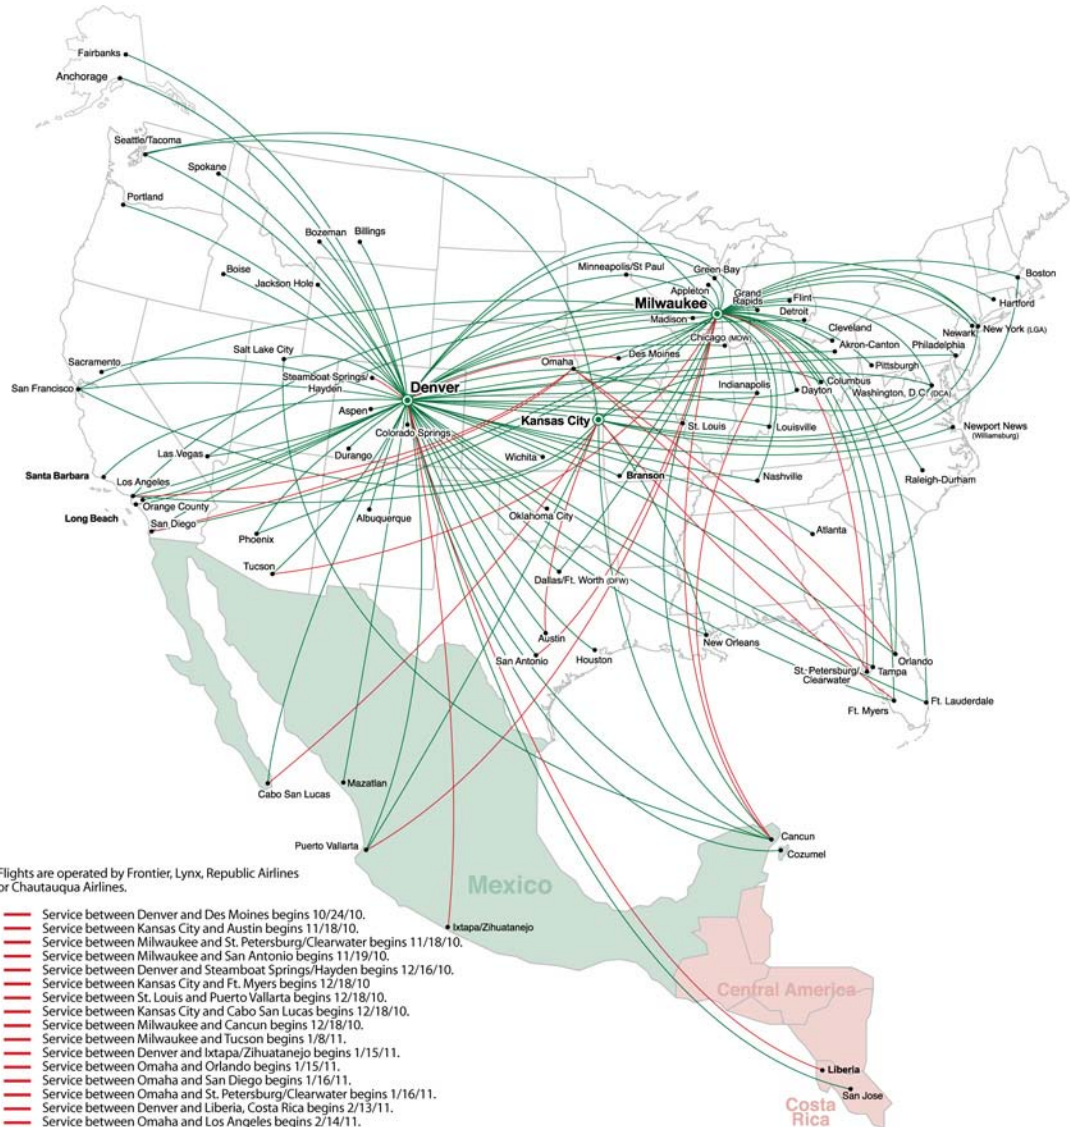 Fairbanks
Anchorage
Seattle/Tacoma
Spokane
Portland
Bozeman
Billings
Boise
Jackson Hole
Minneapolis/St Paul
Green Bay
Appleton
Milwaukee
Grand
Rapids
Flint
Detroit
Madison
Boston
Hartford
Newark
New York (LGA)
Cleveland
Chicago (MDW)
Akron-Canton
Philadelphia
Salt Lake City
Sacramento
San Francisco
Steamboat Springs/
Hayden
Omaha
Des Moines
Pittsburgh
Denver
Indianapolis
Columbus
Dayton
Washington, D.C. (DCA)
Aspen
Colorado Springs
Kansas City
St. Louis
Louisville
Newport News
(Williamsburg)
Las Vegas
Durango
Wichita
Santa Barbara
Los Angeles
Branson
Nashville
Raleigh-Durham
Orange County
Long Beach
San Diego
Albuquerque
Oklahoma City
Phoenix
Atlanta
Tucson
Dallas/Ft. Worth (DFW)
Austin
New Orleans
San Antonio
Houston
Orlando
St. Petersburg/
Clearwater
Tampa
Ft. Myers
Ft. Lauderdale
Mazatlan
Cabo San Lucas
Puerto Vallarta
Cancun
Cozumel
Mexico
Ixtapa/Zihuatanejo
Central America
Liberia
San Jose
Costa
Rica
Flights are operated by Frontier, Lynx, Republic Airlines
or Chautauqua Airlines.
Service between Denver and Des Moines begins 10/24/10.
Service between Kansas City and Austin begins 11/18/10.
Service between Milwaukee and St. Petersburg/Clearwater begins 11/18/10.
Service between Milwaukee and San Antonio begins 11/19/10.
Service between Denver and Steamboat Springs/Hayden begins 12/16/10.
Service between Kansas City and Ft. Myers begins 12/18/10
Service between St. Louis and Puerto Vallarta begins 12/18/10.
Service between Kansas City and Cabo San Lucas begins 12/18/10.
Service between Milwaukee and Cancun begins 12/18/10.
Service between Milwaukee and Tucson begins 1/8/11.
Service between Denver and Ixtapa/Zihuatanejo begins 1/15/11.
Service between Omaha and Orlando begins 1/15/11.
Service between Omaha and San Diego begins 1/16/11.
Service between Omaha and St. Petersburg/Clearwater begins 1/16/11.
Service between Denver and Liberia, Costa Rica begins 2/13/11.
Service between Omaha and Los Angeles begins 2/14/11.